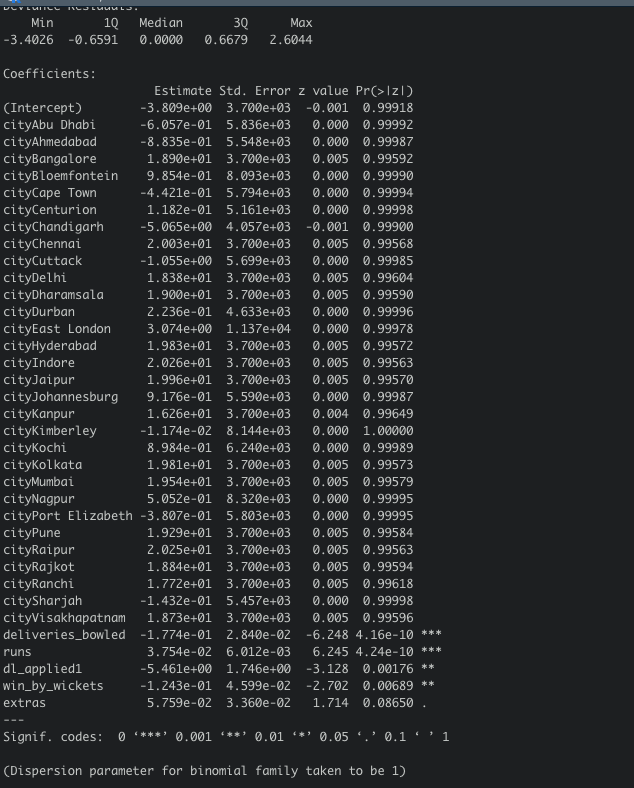 Deviance Residuals:
Min 1Q Median 3Q Max
-3.4026 -0.6591 0.0000 0.6679 2.6044
Coefficients:
Estimate Std. Error z value Pr(>|z|)
(Intercept) -3.809e+00 3.700e+03 -0.001 0.99918
cityAbu Dhabi -6.057e-01 5.836e+03 0.000 0.99992
cityAhmedabad -8.835e-01 5.548e+03 0.000 0.99987
cityBangalore 1.890e+01 3.700e+03 0.005 0.99592
cityBloemfontein 9.854e-01 8.093e+03 0.000 0.99990
cityCape Town -4.421e-01 5.794e+03 0.000 0.99994
cityCenturion 1.182e-01 5.161e+03 0.000 0.99998
cityChandigarh -5.065e+00 4.057e+03 -0.001 0.99900
cityChennai 2.003e+01 3.700e+03 0.005 0.99568
cityCuttack -1.055e+00 5.699e+03 0.000 0.99985
cityDelhi 1.838e+01 3.700e+03 0.005 0.99604
cityDharamsala 1.900e+01 3.700e+03 0.005 0.99590
cityDurban 2.236e-01 4.633e+03 0.000 0.99996
cityEast London 3.074e+00 1.137e+04 0.000 0.99978
cityHyderabad 1.983e+01 3.700e+03 0.005 0.99572
cityIndore 2.026e+01 3.700e+03 0.005 0.99563
cityJaipur 1.996e+01 3.700e+03 0.005 0.99570
cityJohannesburg 9.176e-01 5.590e+03 0.000 0.99987
cityKanpur 1.626e+01 3.700e+03 0.004 0.99649
cityKimberley -1.174e-02 8.144e+03 0.000 1.00000
cityKochi 8.984e-01 6.240e+03 0.000 0.99989
cityKolkata 1.981e+01 3.700e+03 0.005 0.99573
cityMumbai 1.954e+01 3.700e+03 0.005 0.99579
cityNagpur 5.052e-01 8.320e+03 0.000 0.99995
cityPort Elizabeth -3.807e-01 5.803e+03 0.000 0.99995
cityPune 1.929e+01 3.700e+03 0.005 0.99584
cityRaipur 2.025e+01 3.700e+03 0.005 0.99563
cityRajkot 1.884e+01 3.700e+03 0.005 0.99594
cityRanchi 1.772e+01 3.700e+03 0.005 0.99618
citySharjah -1.432e-01 5.457e+03 0.000 0.99998
cityVisakhapatnam 1.873e+01 3.700e+03 0.005 0.99596
deliveries_bowled -1.774e-01 2.840e-02 -6.248 4.16e-10 ***
runs 3.754e-02 6.012e-03 6.245 4.24e-10 ***
dl_applied1 -5.461e+00 1.746e+00 -3.128 0.00176 **
win_by_wickets -1.243e-01 4.599e-02 -2.702 0.00689 **
extras 5.759e-02 3.360e-02 1.714 0.08650 .
---
Signif. codes: 0 ‘***’ 0.001 ‘**’ 0.01 ‘*’ 0.05 ‘.’ 0.1 ‘ ’ 1
(Dispersion parameter for binomial family taken to be 1)